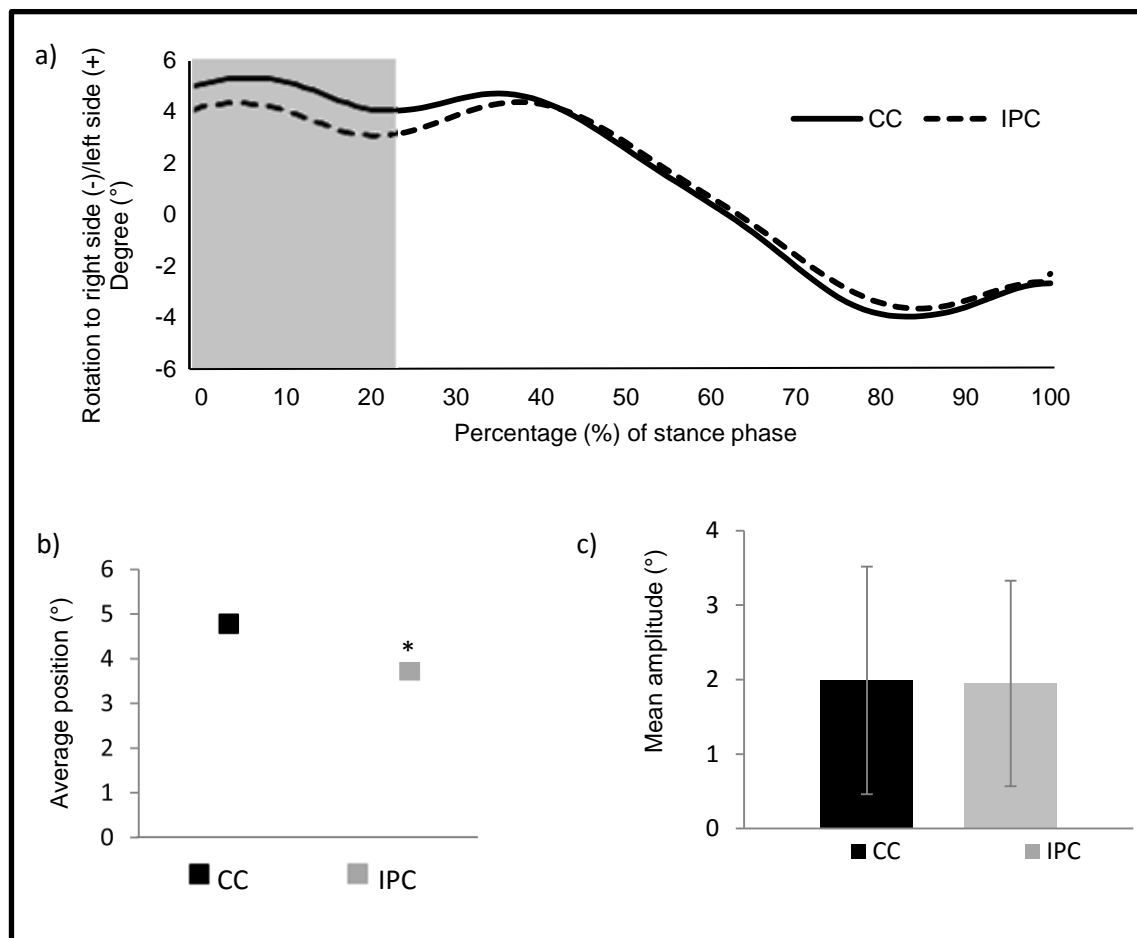 a)
Rotation to right side (-)/left side (+)
Degree (°)
6
4
2
0
-2
-4
-6
CC IPC
0 10 20 30 40 50 60 70 80 90 100
Percentage (%) of stance phase
b)
Average position (°)
6
5
4
3
2
1
0
*
CC IPC
c)
Mean amplitude (°)
4
3
2
1
0
CC IPC